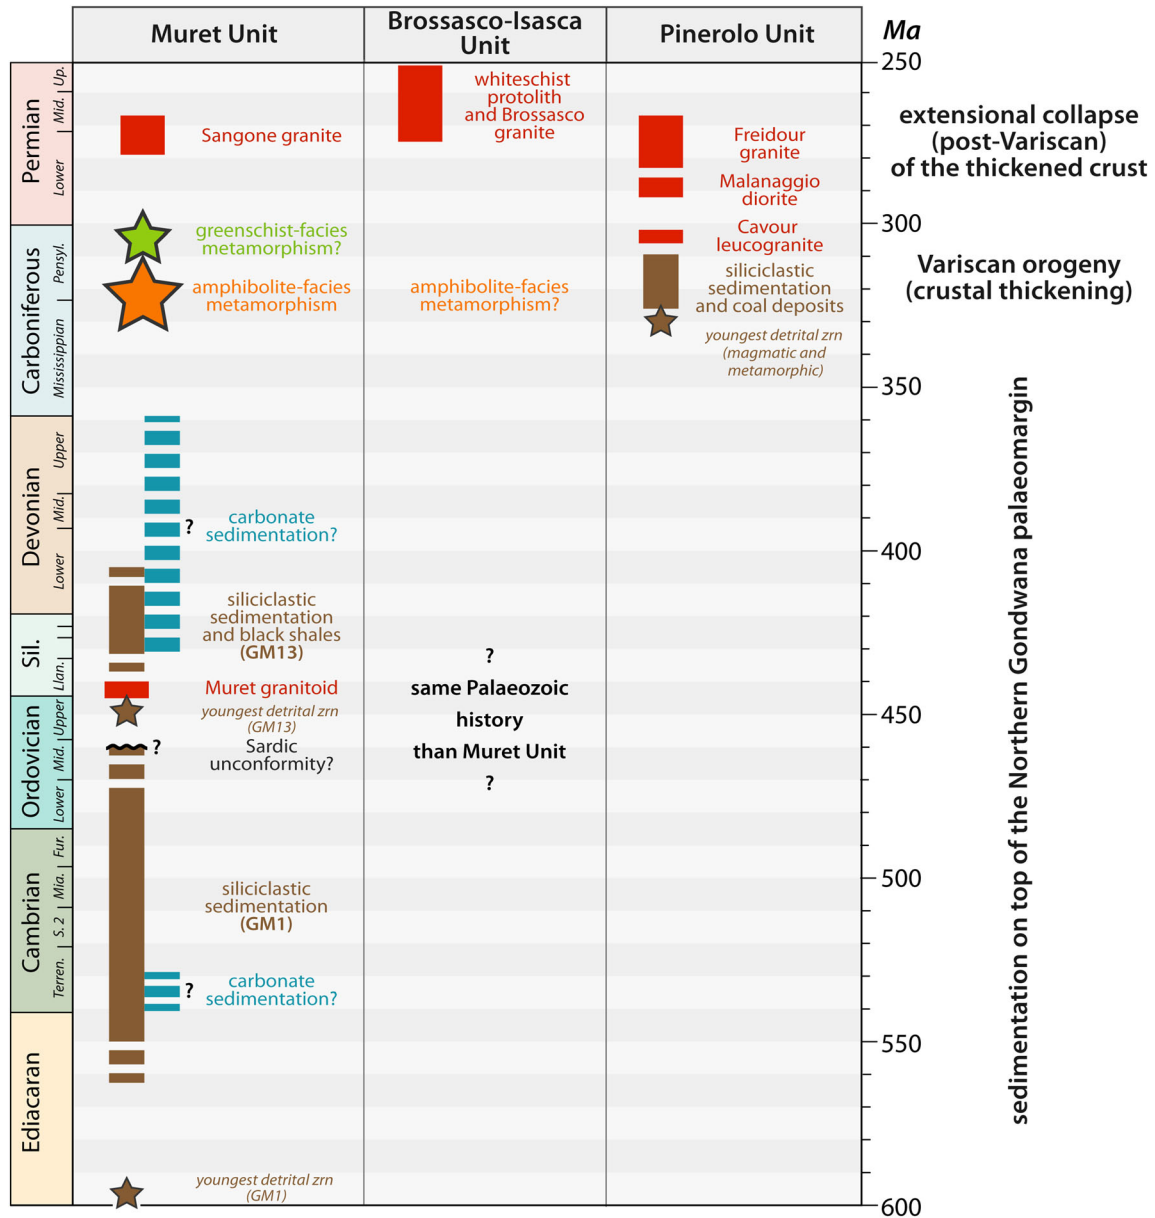 Muret Unit
Brossasco-Isasca
Unit
Pinerolo Unit
Ma
Permian
Up.
Mid.
Lower
Carboniferous
Pensyl.
Mississippian
Devonian
Upper
Mid.
Lower
Sil.
Llan.
Ordovician
Upper
Mid.
Lower
Cambrian
Fur.
Mia.
S.2
Terren.
Ediacaran
Sangone granite
greenschist-facies
metamorphism?
amphibolite-facies
metamorphism
?
carbonate
sedimentation?
siliciclastic
sedimentation
and black shales
(GM13)
Muret granitoid
youngest detrital zrn
(GM13)
?
Sardic
unconformity?
siliciclastic
sedimentation
(GM1)
?
carbonate
sedimentation?
youngest detrital zrn
(GM1)
whiteschist
protolith
and Brossasco
granite
amphibolite-facies
metamorphism?
?
same Palaeozoic
history
than Muret Unit
?
Freidour
granite
Malanaggio
diorite
Cavour
leucogranite
siliciclastic
sedimentation
and coal deposits
youngest detrital zrn
(magmatic and
metamorphic)
250
300
350
400
450
500
550
600
extensional collapse
(post-Variscan)
of the thickened crust
Variscan orogeny
(crustal thickening)
sedimentation on top of the Northern Gondwana palaeomargin